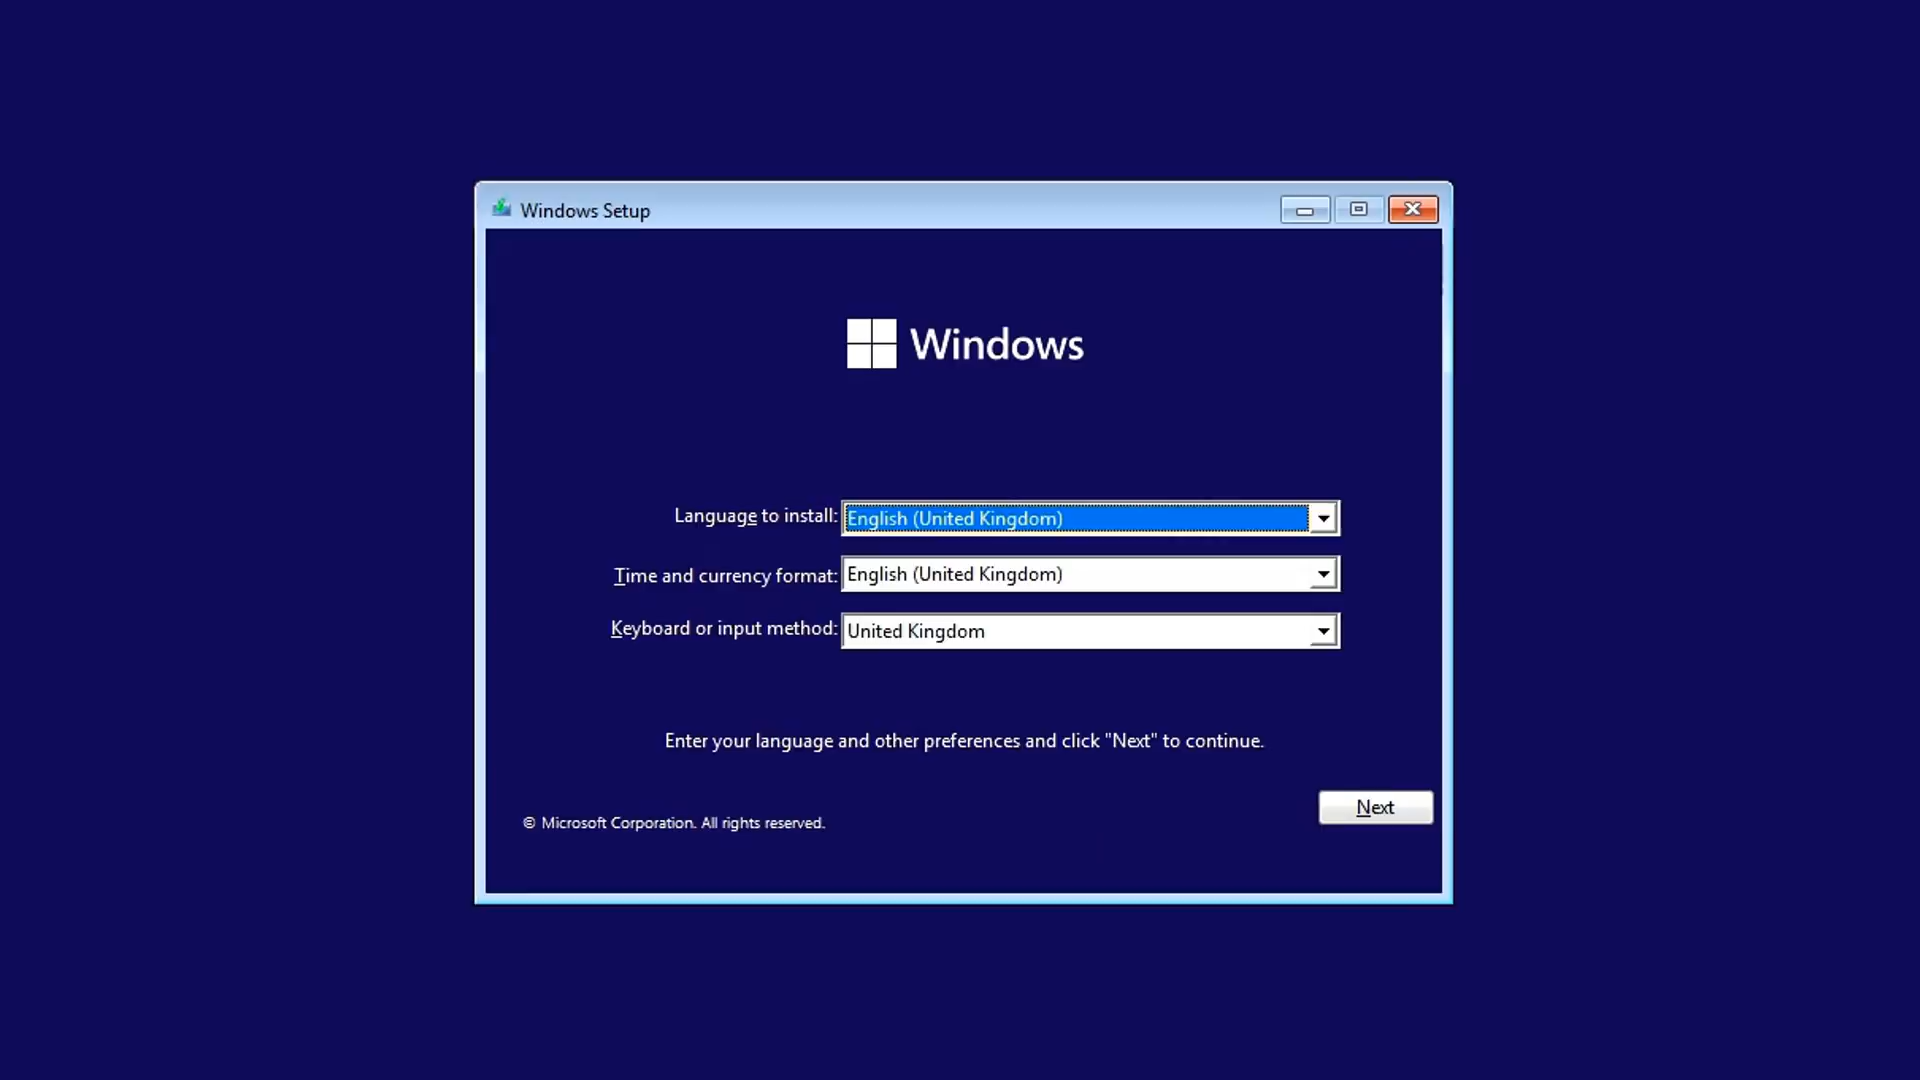 Windows Setup
Windows
Language to install: English (United Kingdom)
Time and currency format: English (United Kingdom)
Keyboard or input method: United Kingdom
Enter your language and other preferences and click "Next" to continue.
Next
© Microsoft Corporation. All rights reserved.